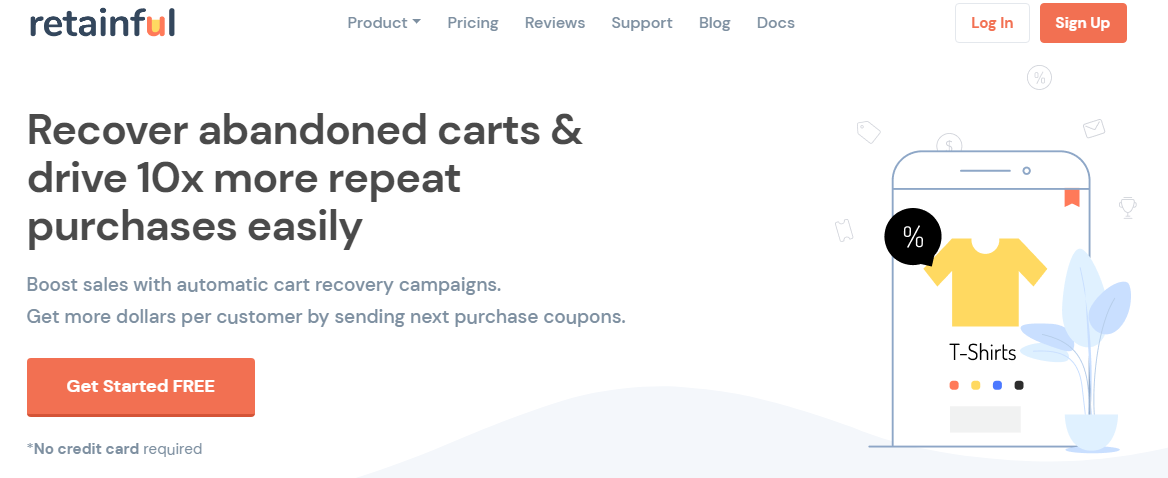 retainful
Product
Pricing
Reviews
Support
Blog
Docs
Log In
Sign Up
Recover abandoned carts &
drive 10x more repeat
purchases easily
Boost sales with automatic cart recovery campaigns.
Get more dollars per customer by sending next purchase coupons.
Get Started FREE
*No credit card required
%
$
%
T-Shirts